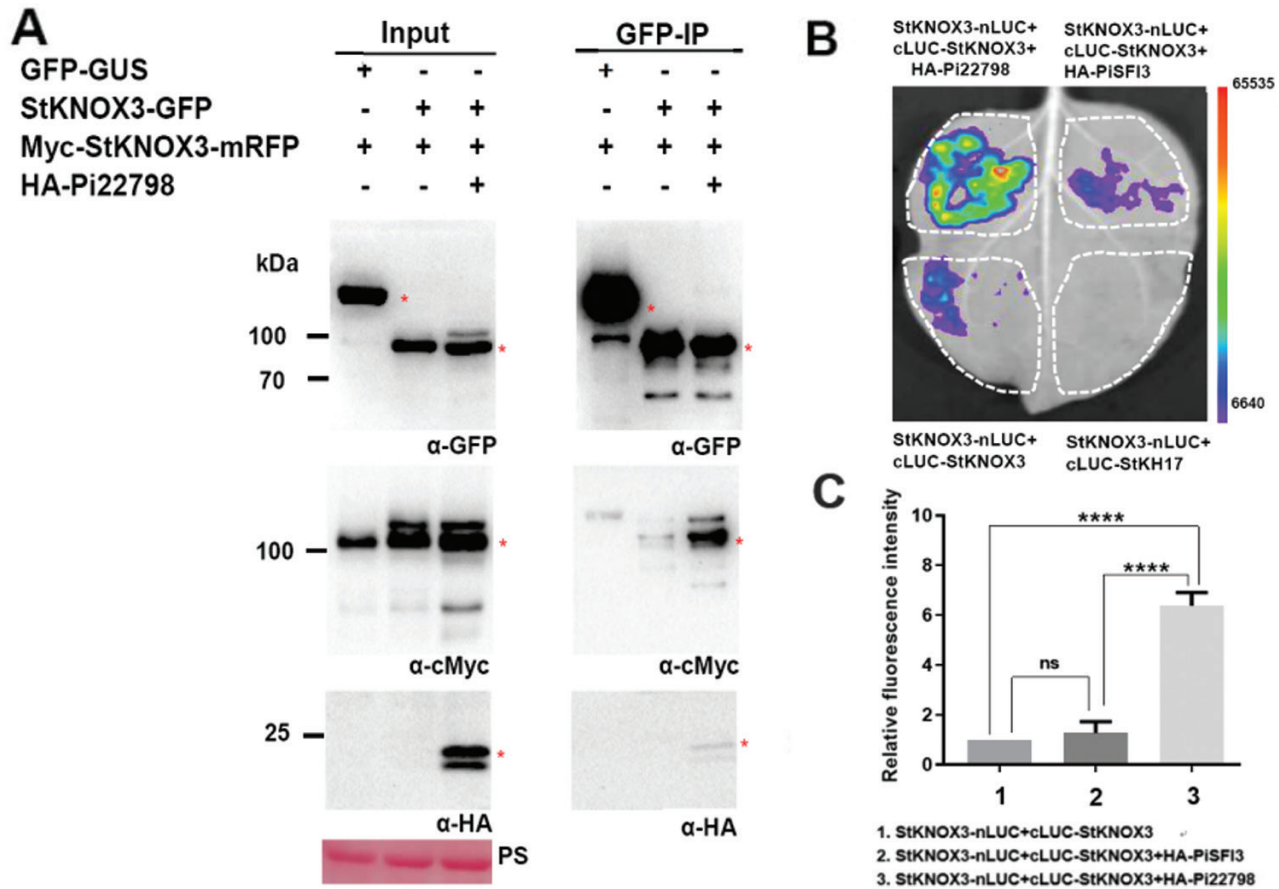 A
Input
GFP-IP
GFP-GUS + - - + - -
StKNOX3-GFP - + + - + +
Myc-StKNOX3-mRFP + + + + + +
HA-Pi22798 - - + - - +
kDa
100
70
*
*
*
*
α-GFP
α-GFP
100
*
*
α-cMyc
α-cMyc
25
*
*
α-HA
α-HA
PS
B
StKNOX3-nLUC+
cLUC-StKNOX3+
HA-Pi22798
StKNOX3-nLUC+
cLUC-StKNOX3+
HA-PiSFI3
65535
6640
StKNOX3-nLUC+
cLUC-StKNOX3
StKNOX3-nLUC+
cLUC-StKH17
C
Relative fluorescence intensity
10
8
6
4
2
0
****
****
ns
1 2 3
1. StKNOX3-nLUC+cLUC-StKNOX3
2. StKNOX3-nLUC+cLUC-StKNOX3+HA-PiSFI3
3. StKNOX3-nLUC+cLUC-StKNOX3+HA-Pi22798